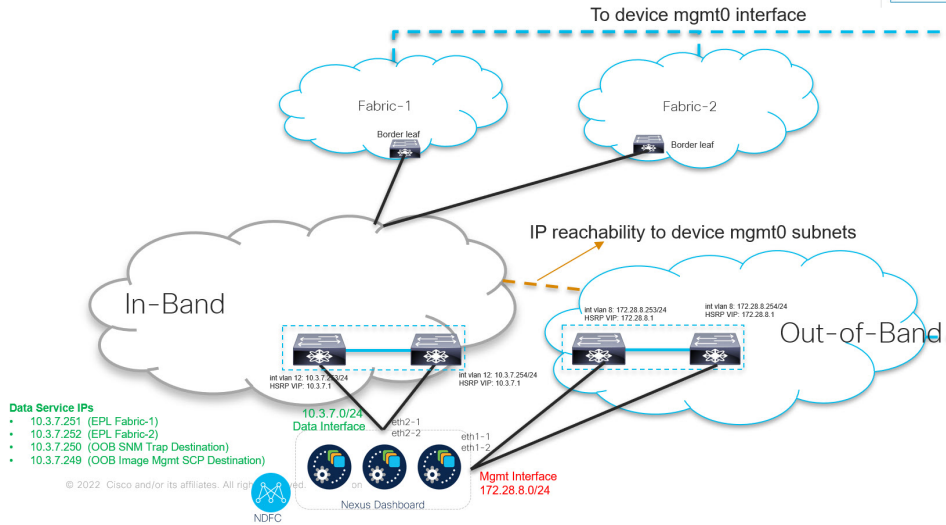 To device mgmt0 interface
Fabric-1
Fabric-2
Border leaf
Border leaf
IP reachability to device mgmt0 subnets
In-Band
int vlan 8: 172.28.8.253/24
HSRP VIP: 172.28.8.1
int vlan 8: 172.28.8.254/24
HSRP VIP: 172.28.8.1
Out-of-Band
int vlan 12: 10.3.7.253/24
HSRP VIP: 10.3.7.1
int vlan 12: 10.3.7.254/24
HSRP VIP: 10.3.7.1
Data Service IPs
• 10.3.7.251 (EPL Fabric-1)
• 10.3.7.252 (EPL Fabric-2)
• 10.3.7.250 (OOB SNM Trap Destination)
• 10.3.7.249 (OOB Image Mgmt SCP Destination)
10.3.7.0/24
Data Interface
eth2-1
eth2-2
eth1-1
eth1-2
Mgmt Interface
172.28.8.0/24
© 2022 Cisco and/or its affiliates. All
Nexus Dashboard
NDFC